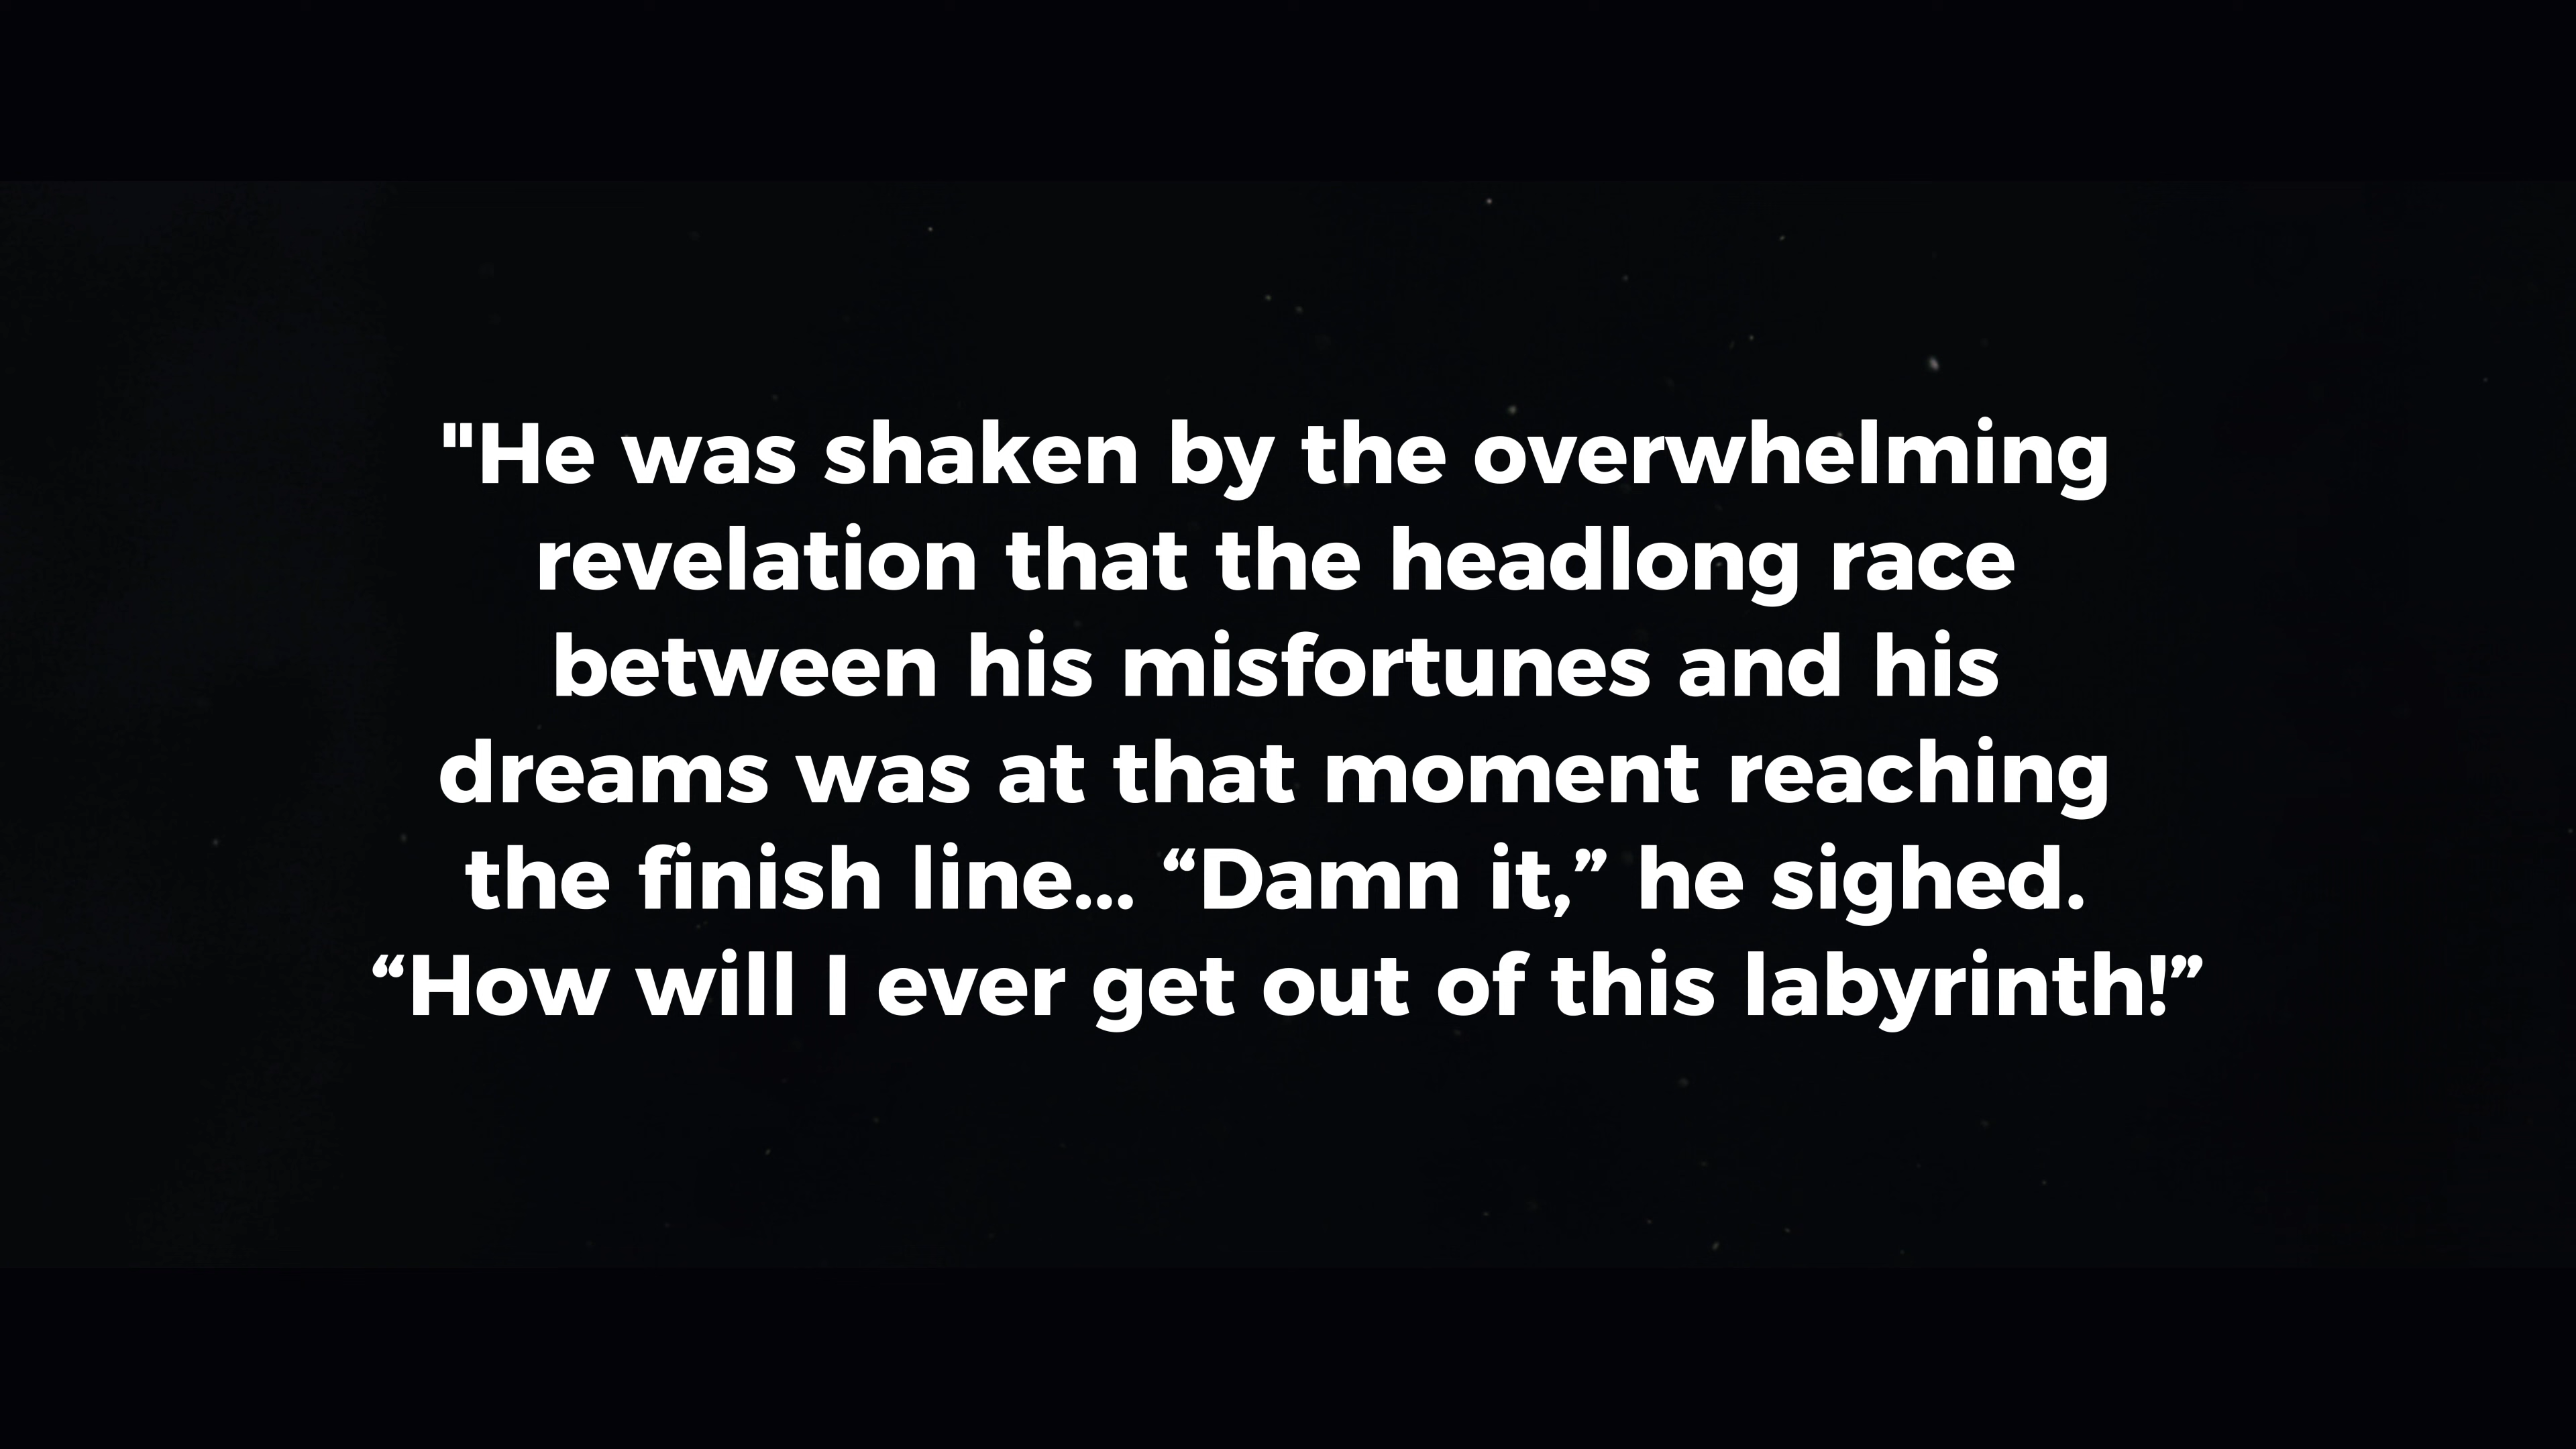 "He was shaken by the overwhelming
revelation that the headlong race
between his misfortunes and his
dreams was at that moment reaching
the finish line... “Damn it,” he sighed.
“How will I ever get out of this labyrinth!”